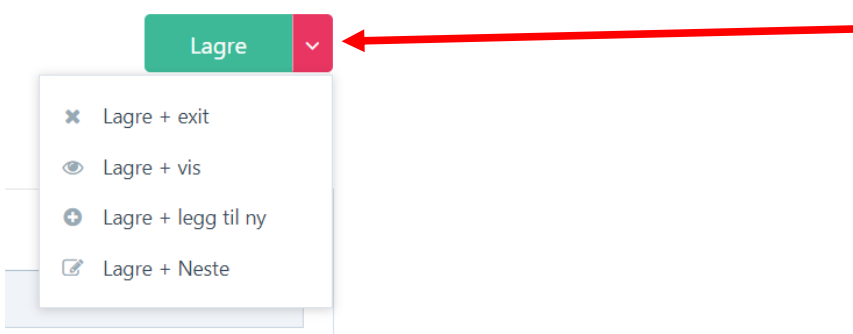 Lagre
Lagre + exit
Lagre + vis
Lagre + legg til ny
Lagre + Neste